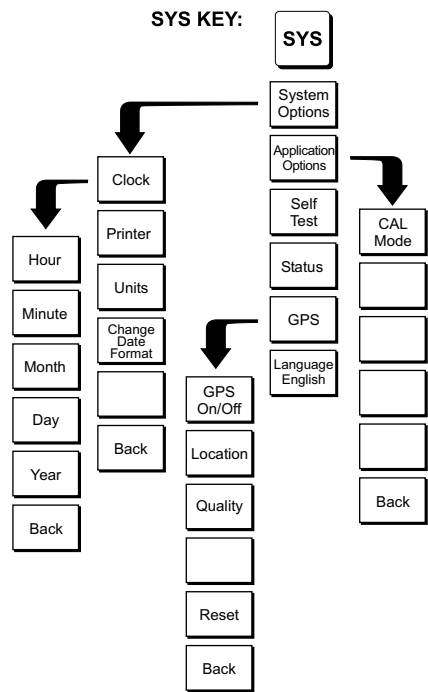 SYS KEY:
SYS
System
Options
Application
Options
Self
Test
Status
GPS
Language
English
Clock
Printer
Units
Change
Date
Format
Back
Hour
Minute
Month
Day
Year
Back
GPS
On/Off
Location
Quality
Reset
Back
CAL
Mode
Back